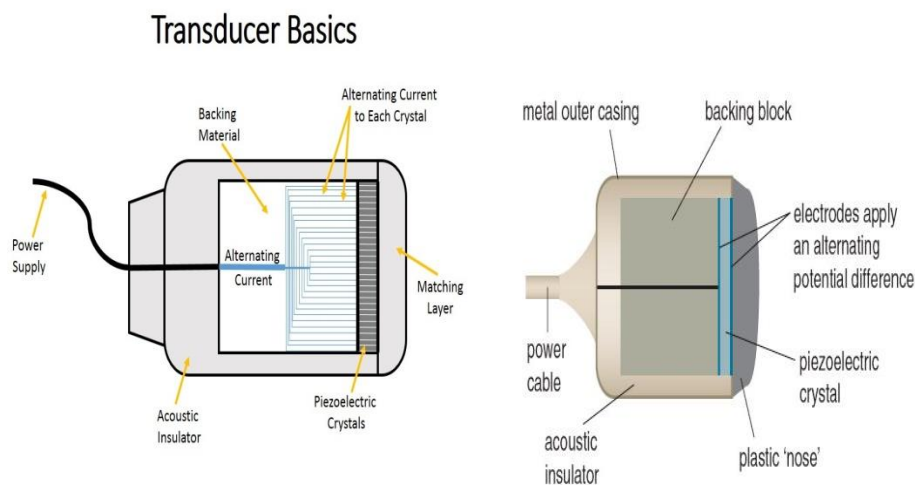 Transducer Basics
Backing
Material
Alternating Current
to Each Crystal
Power
Supply
Alternating
Current
Matching
Layer
Acoustic
Insulator
Piezoelectric
Crystals
metal outer casing
backing block
electrodes apply
an alternating
potential difference
power
cable
piezoelectric
crystal
acoustic
insulator
plastic ‘nose’